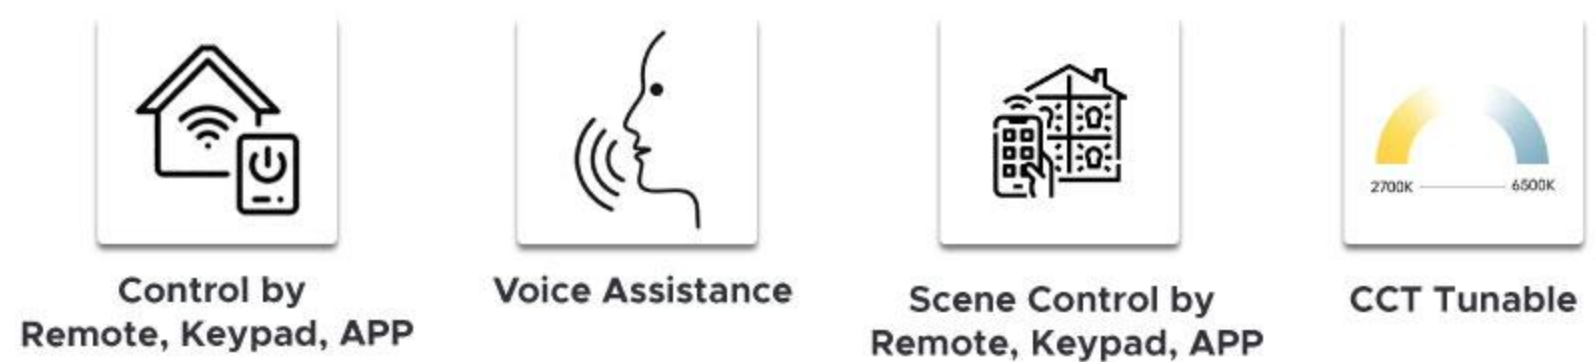 2700K
6500K
Control by
Remote, Keypad, APP
Voice Assistance
Scene Control by
Remote, Keypad, APP
CCT Tunable